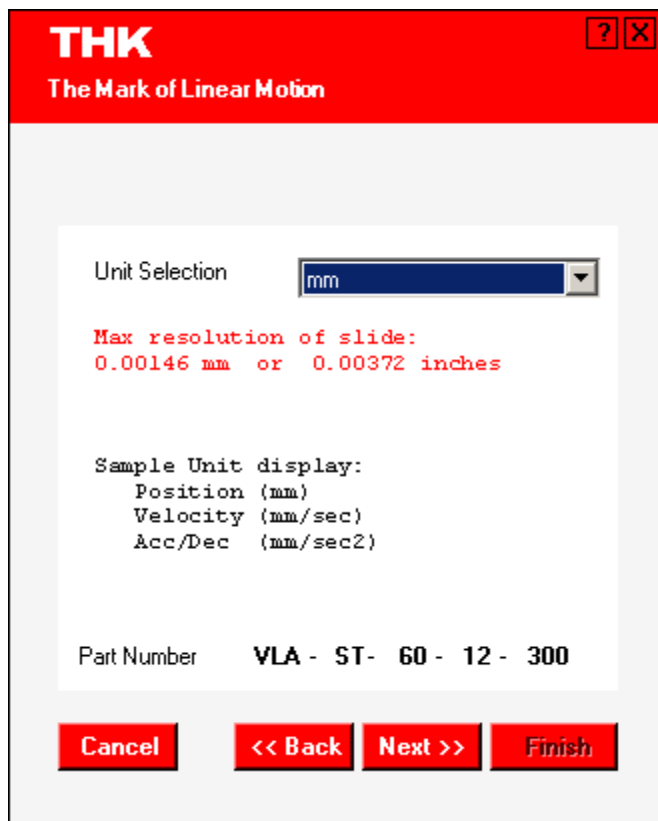 THK
? X
The Mark of Linear Motion
Unit Selection mm
Max resolution of slide:
0.00146 mm or 0.00372 inches
Sample Unit display:
Position (mm)
Velocity (mm/sec)
Acc/Dec (mm/sec2)
Part Number VLA - ST- 60 - 12 - 300
Cancel << Back Next >> Finish